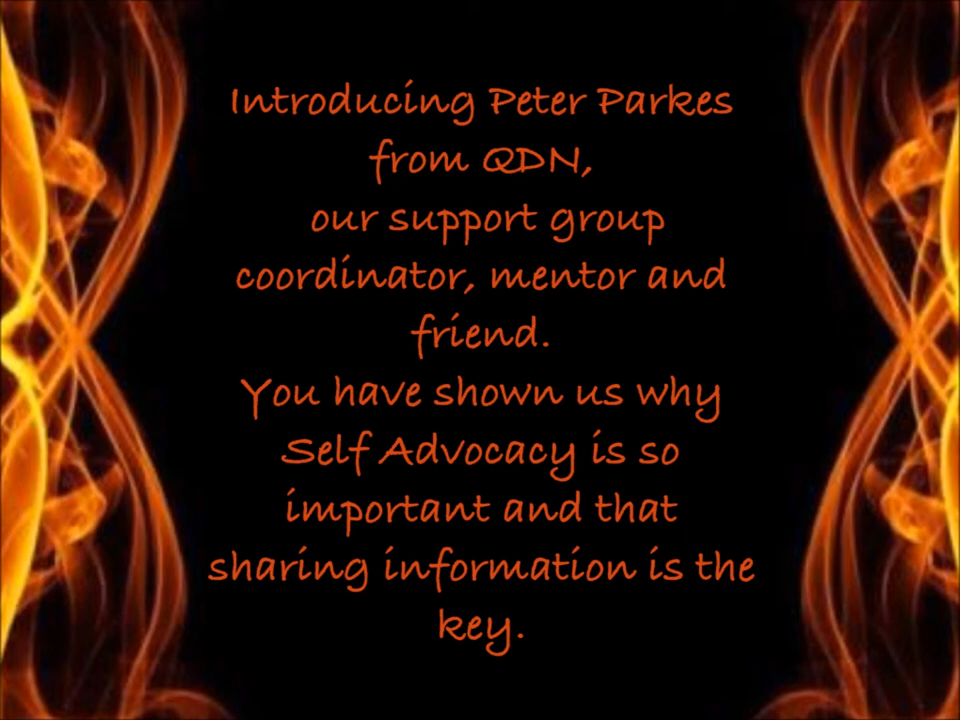 Introducing Peter Parkes
from QDN,
our support group
coordinator, mentor and
friend.
You have shown us why
Self Advocacy is so
important and that
sharing information is the
key.